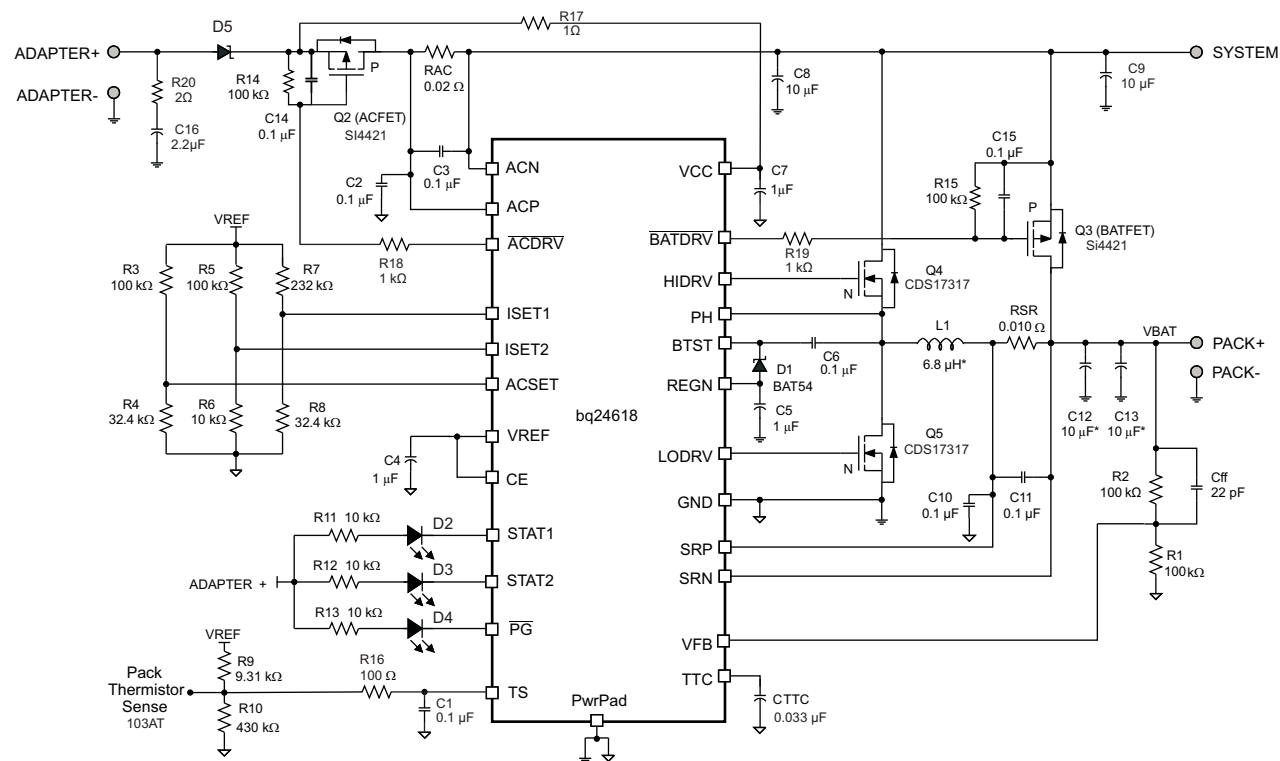 D5
R17
1Ω
ADAPTER+
SYSTEM
R20
2Ω
R14
100 kΩ
P
RAC
0.02 Ω
C8
10 µF
C9
10 µF
ADAPTER-
C16
2.2µF
C14
0.1 µF
Q2 (ACFET)
SI4421
C15
0.1 µF
C2
0.1 µF
C3
0.1 µF
ACN
VCC
C7
1µF
R15
100 kΩ
P
ACP
VREF
ACDRV
BATDRV
Q3 (BATFET)
Si4421
R18
1 kΩ
R19
1 kΩ
R3
100 kΩ
R5
100 kΩ
R7
232 kΩ
HIDRV
Q4
CDS17317
N
ISET1
PH
RSR
0.010 Ω
L1
6.8 µH*
VBAT
ISET2
BTST
C6
0.1 µF
PACK+
D1
BAT54
ACSET
REGN
PACK-
R4
32.4 kΩ
R6
10 kΩ
R8
32.4 kΩ
bq24618
C5
1 µF
C12
10 µF*
C13
10 µF*
VREF
Q5
CDS17317
N
C4
1 µF
LODRV
CE
R2
100 kΩ
Cff
22 pF
GND
C10
0.1 µF
C11
0.1 µF
R11 10 kΩ
D2
STAT1
SRP
R12 10 kΩ
D3
STAT2
SRN
R1
100kΩ
ADAPTER +
R13 10 kΩ
D4
PG
VREF
VFB
R9
9.31 kΩ
R16
100 Ω
TTC
Pack
Thermistor
Sense
103AT
TS
PwrPad
CTTC
0.033 µF
R10
430 kΩ
C1
0.1 µF